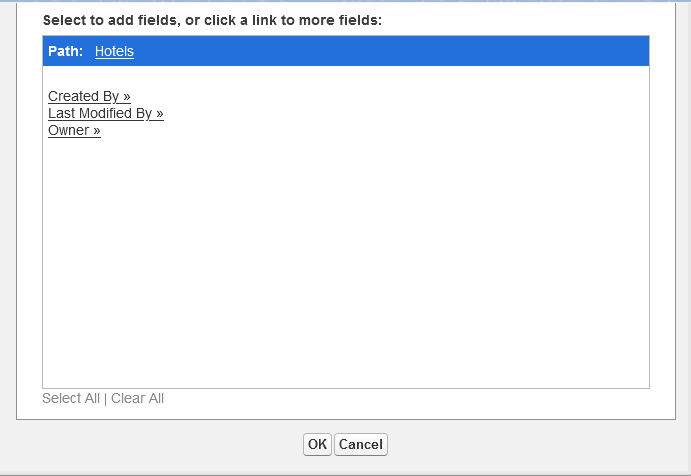 Select to add fields, or click a link to more fields:
Path: Hotels
Created By »
Last Modified By »
Owner »
Select All | Clear All
OK Cancel